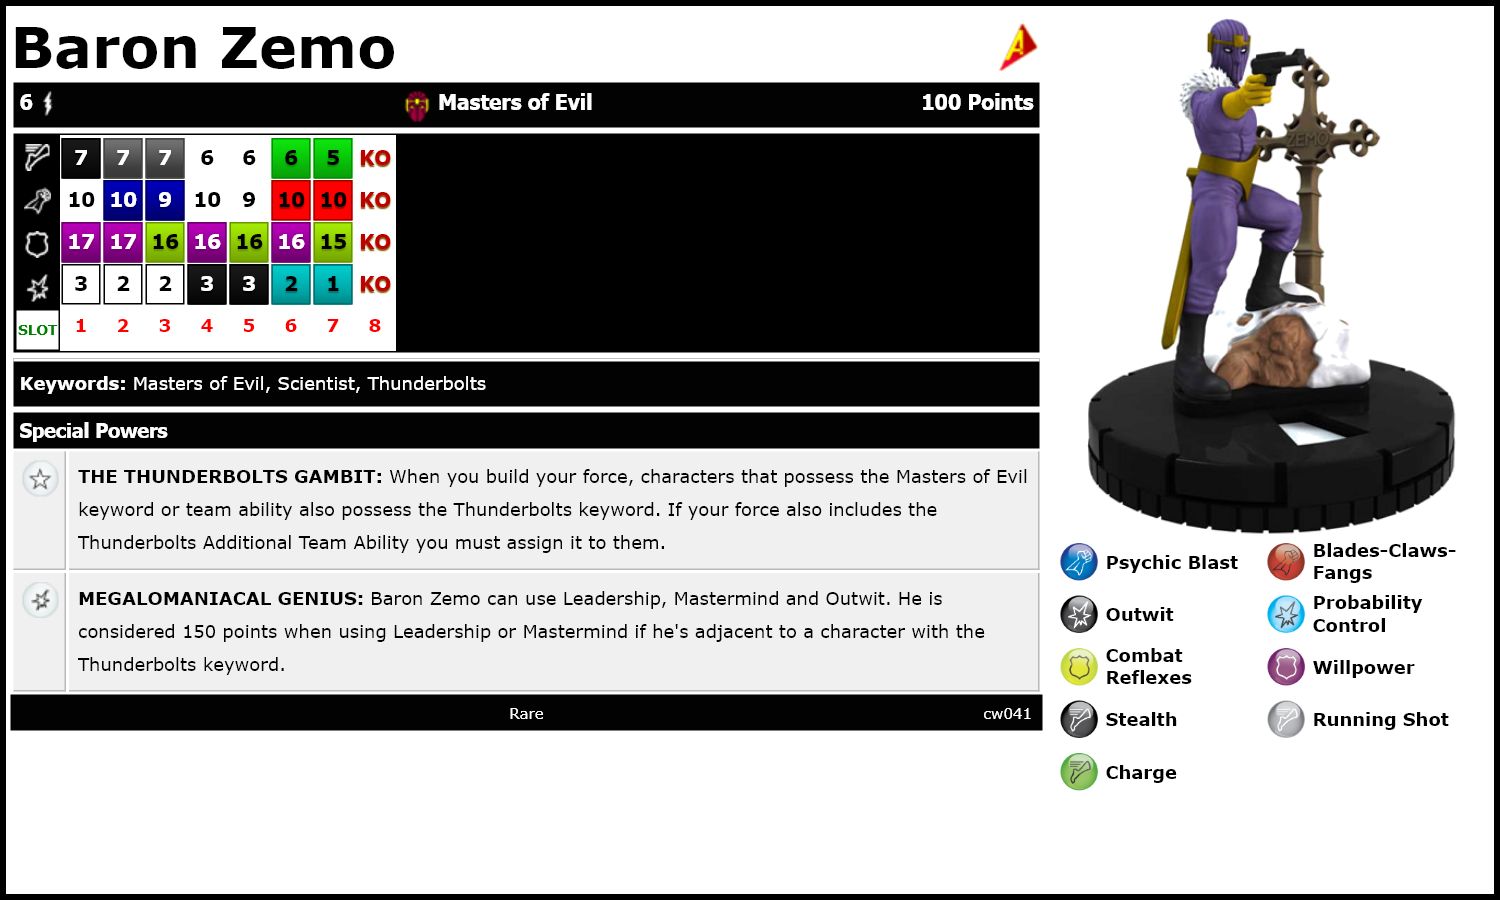 Baron Zemo
A
6 Masters of Evil 100 Points
7 7 7 6 6 6 5 KO
10 10 9 10 9 10 10 KO
17 17 16 16 16 16 15 KO
3 2 2 3 3 2 1 KO
SLOT 1 2 3 4 5 6 7 8
Keywords: Masters of Evil, Scientist, Thunderbolts
Special Powers
THE THUNDERBOLTS GAMBIT: When you build your force, characters that possess the Masters of Evil
keyword or team ability also possess the Thunderbolts keyword. If your force also includes the
Thunderbolts Additional Team Ability you must assign it to them.
MEGALOMANIACAL GENIUS: Baron Zemo can use Leadership, Mastermind and Outwit. He is
considered 150 points when using Leadership or Mastermind if he's adjacent to a character with the
Thunderbolts keyword.
Rare cw041
ZEMO
Psychic Blast
Blades-Claws-
Fangs
Outwit
Probability
Control
Combat
Reflexes
Willpower
Stealth
Running Shot
Charge